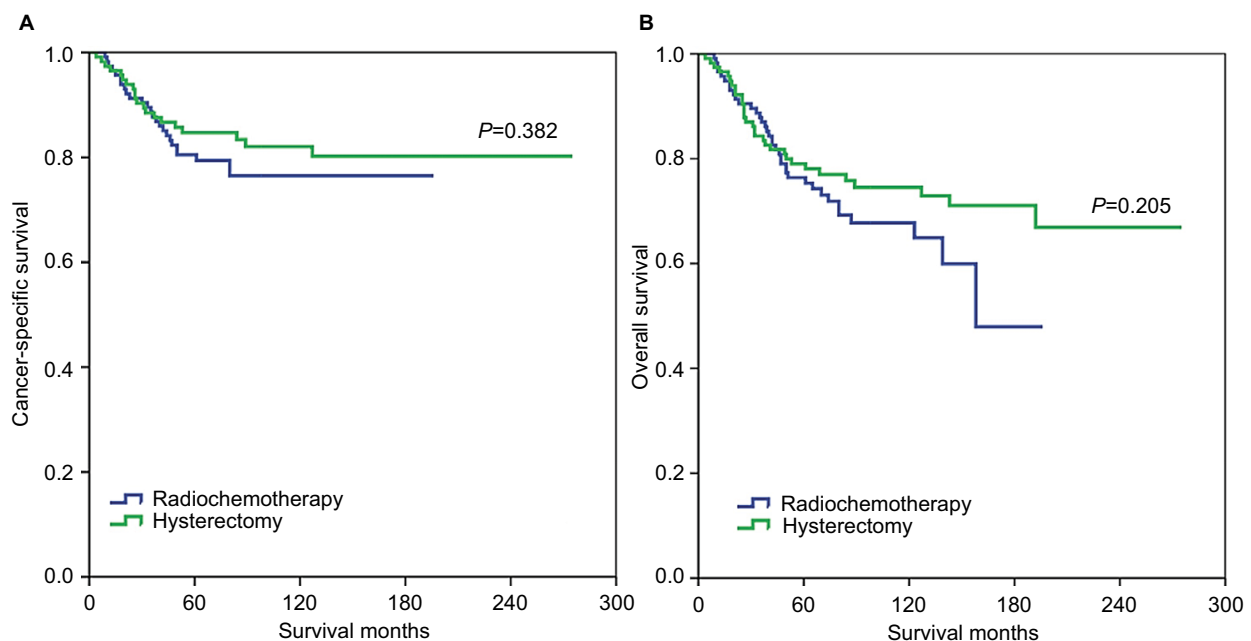 A
Cancer-specific survival
1.0
0.8
0.6
0.4
0.2
0.0
P=0.382
Radiochemotherapy
Hysterectomy
0 60 120 180 240 300
Survival months
B
Overall survival
1.0
0.8
0.6
0.4
0.2
0.0
P=0.205
Radiochemotherapy
Hysterectomy
0 60 120 180 240 300
Survival months